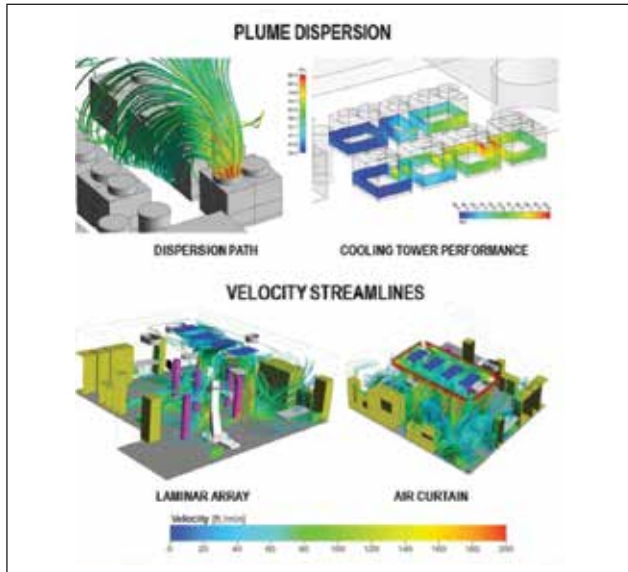 PLUME DISPERSION
DISPERSION PATH
COOLING TOWER PERFORMANCE
VELOCITY STREAMLINES
LAMINAR ARRAY
AIR CURTAIN
Velocity [ft/min]
0 20 40 60 80 100 120 140 160 180 200